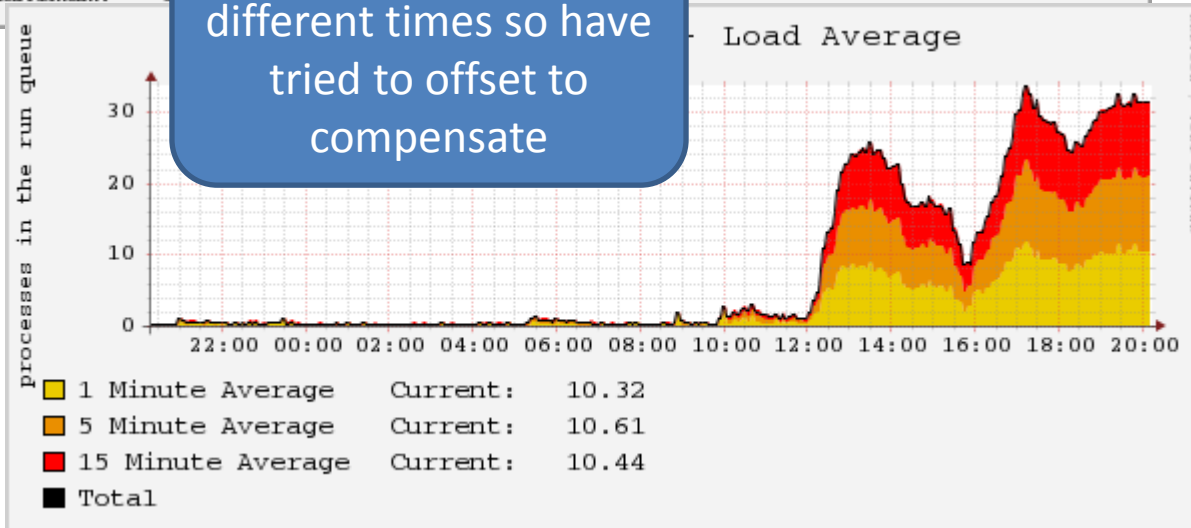 different times so have
tried to offset to
compensate
- Load Average
processes in the run queue
30
20
10
0
22:00 00:00 02:00 04:00 06:00 08:00 10:00 12:00 14:00 16:00 18:00 20:00
1 Minute Average Current: 10.32
5 Minute Average Current: 10.61
15 Minute Average Current: 10.44
Total